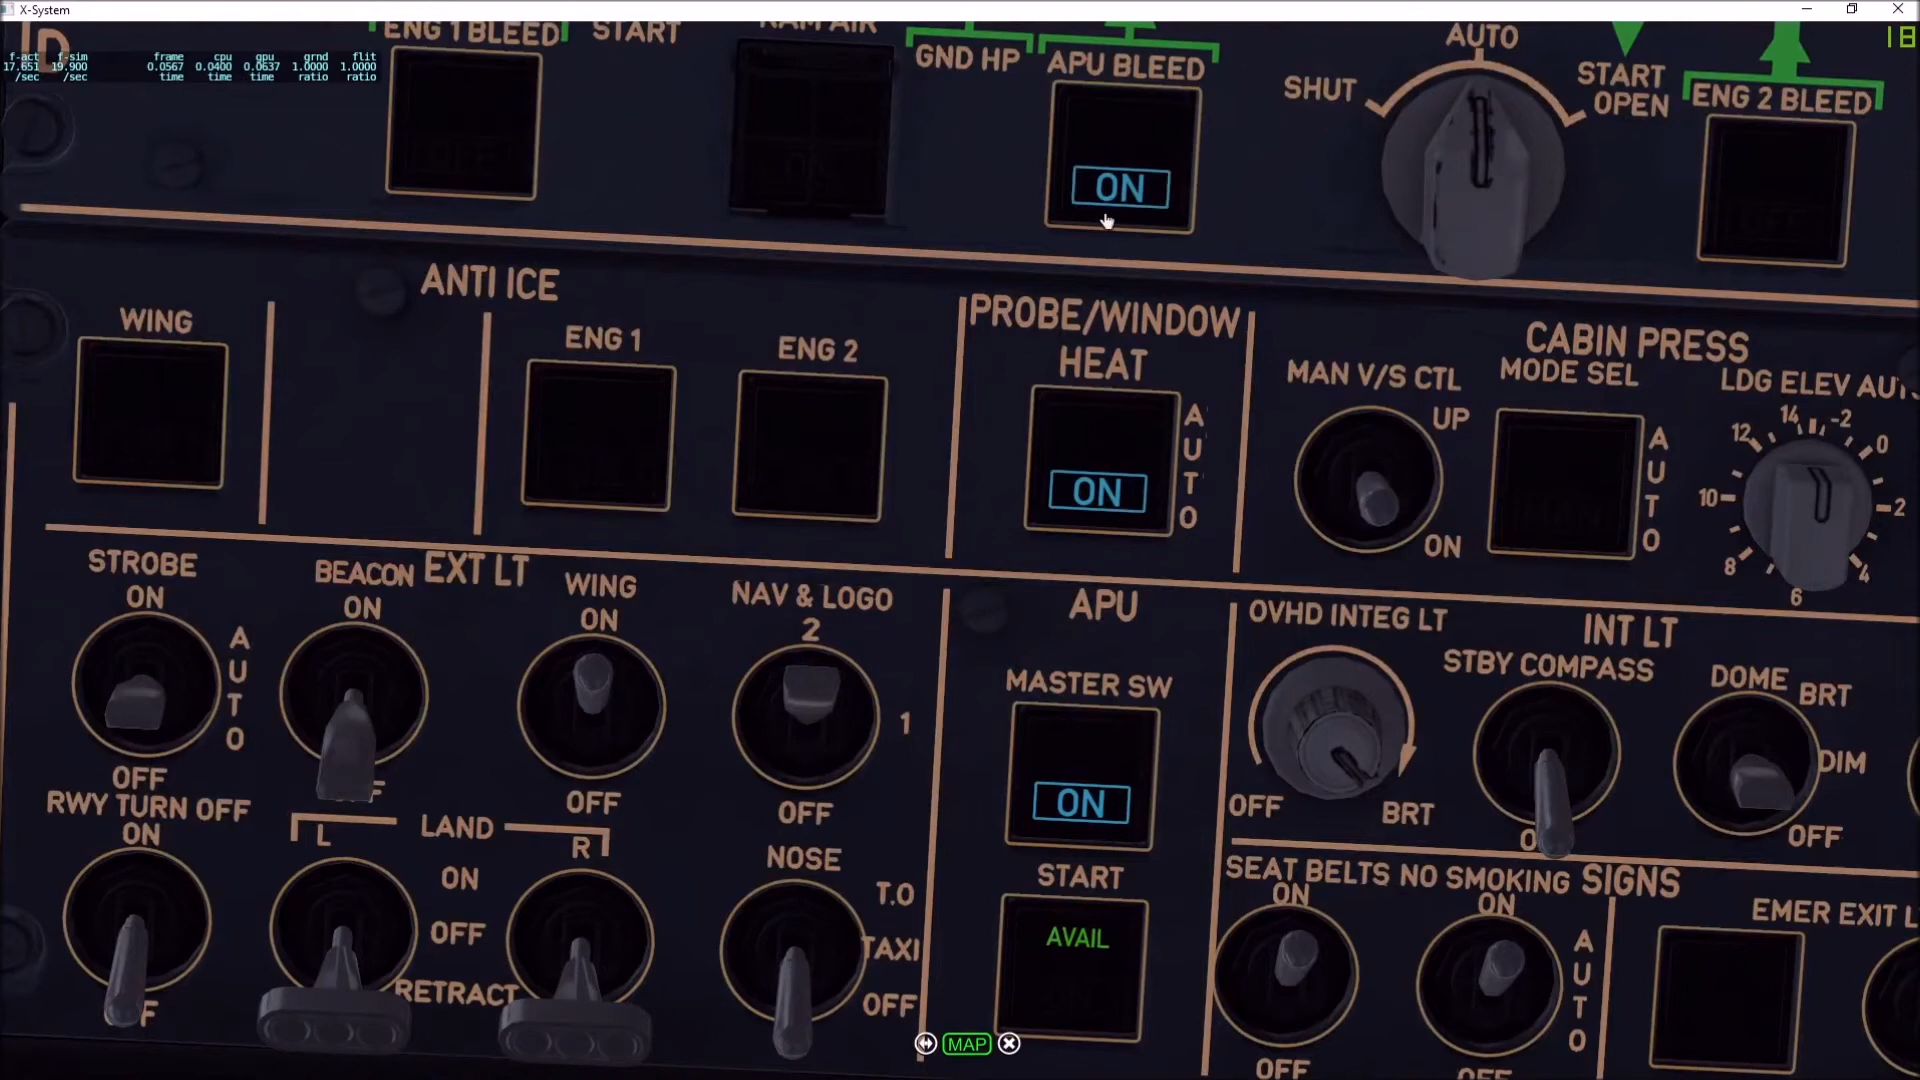 X-System
f-act f-sim frame cpu gpu grnd flit
17.651 19.900 0.0567 0.0400 0.0637 1.0000 1.0000
/sec /sec time time time ratio ratio
18
ENG 1 BLEED
START
RAM AIR
GND HP
APU BLEED
ON
SHUT
AUTO
START
OPEN
ENG 2 BLEED
ANTI ICE
WING
ENG 1
ENG 2
PROBE/WINDOW
HEAT
AUTO
ON
CABIN PRESS
MAN V/S CTL
UP
ON
MODE SEL
AUTO
LDG ELEV AUT
14
-2
12
0
10
2
8
4
6
EXT LT
STROBE
ON
AUTO
OFF
BEACON
ON
WING
ON
OFF
NAV & LOGO
2
1
OFF
APU
MASTER SW
ON
START
AVAIL
OVHD INTEG LT
OFF
BRT
INT LT
STBY COMPASS
DOME
BRT
DIM
OFF
RWY TURN OFF
ON
L
LAND
R
ON
OFF
RETRACT
NOSE
T.O
TAXI
OFF
SEAT BELTS
ON
OFF
NO SMOKING
ON
AUTO
OFF
SIGNS
EMER EXIT L
MAP